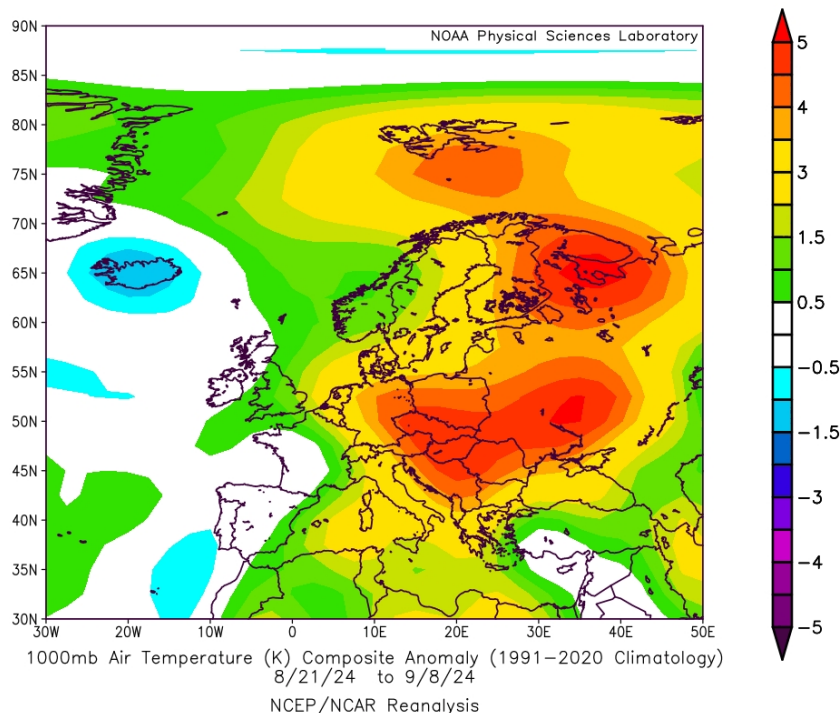 NOAA Physical Sciences Laboratory
90N
85N
80N
75N
70N
65N
60N
55N
50N
45N
40N
35N
30N
30W 20W 10W 0 10E 20E 30E 40E 50E
5
4
3
1.5
0.5
-0.5
-1.5
-3
-4
-5
1000mb Air Temperature (K) Composite Anomaly (1991-2020 Climatology)
8/21/24 to 9/8/24
NCEP/NCAR Reanalysis